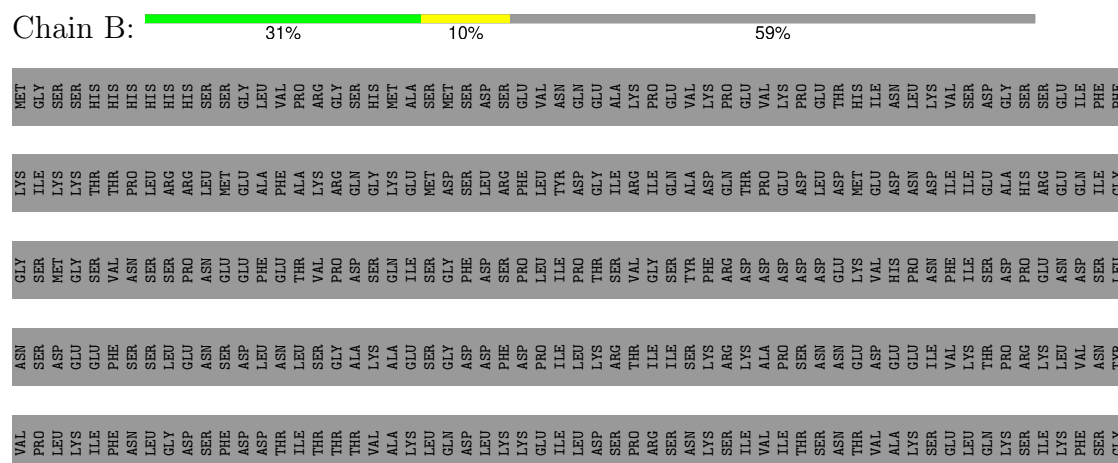 Chain B:
31% 10% 59%
MET GLY SER SER HIS HIS HIS HIS HIS HIS SER SER GLY LEU VAL PRO ARG GLY SER HIS MET ALA SER MET SER ASP SER GLU VAL ASN GLN GLU ALA LYS PRO GLU VAL LYS PRO GLU VAL LYS PRO GLU THR HIS ILE ASN LEU LYS VAL SER ASP GLY SER SER GLU ILE PHE PHE
LYS ILE LYS LYS THR THR PRO LEU ARG ARG LEU MET GLU ALA PHE ALA LYS ARG GLN GLY LYS GLU MET ASP SER LEU ARG PHE LEU TYR ASP GLY ILE ARG ILE GLN ALA ASP GLN THR PRO GLU ASP LEU ASP MET GLU ASP ASN ASP ILE ILE GLU ALA HIS ARG GLU GLN ILE GLY
GLY SER MET GLY SER VAL ASN SER SER PRO ASN GLU GLU PHE GLU THR VAL PRO ASP SER GLN ILE SER GLY PHE ASP SER PRO LEU ILE PRO THR SER VAL GLY SER TYR PHE ARG ASP ASP ASP ASP ASP GLU LYS VAL HIS PRO ASN PHE ILE SER ASP PRO GLU ASN ASP SER LEU
ASN SER ASP GLU GLU PHE SER SER LEU GLU ASN SER ASP LEU ASN LEU SER GLY ALA LYS ALA GLU SER GLY ASP ASP PHE ASP PRO ILE LEU LYS ARG THR ILE ILE SER LYS ARG LYS ALA PRO SER ASN ASN GLU ASP GLU GLU ILE VAL LYS THR PRO ARG LYS LEU VAL ASN TYR
VAL PRO LEU LYS ILE PHE ASN LEU GLY ASP SER PHE ASP ASP THR ILE THR THR THR VAL ALA LYS LEU GLN ASP LEU LYS LYS GLU ILE LEU ASP SER PRO ARG SER ASN LYS SER ILE VAL ILE THR SER ASN THR VAL ALA LYS SER GLU LEU GLN LYS SER ILE LYS PHE SER GLY